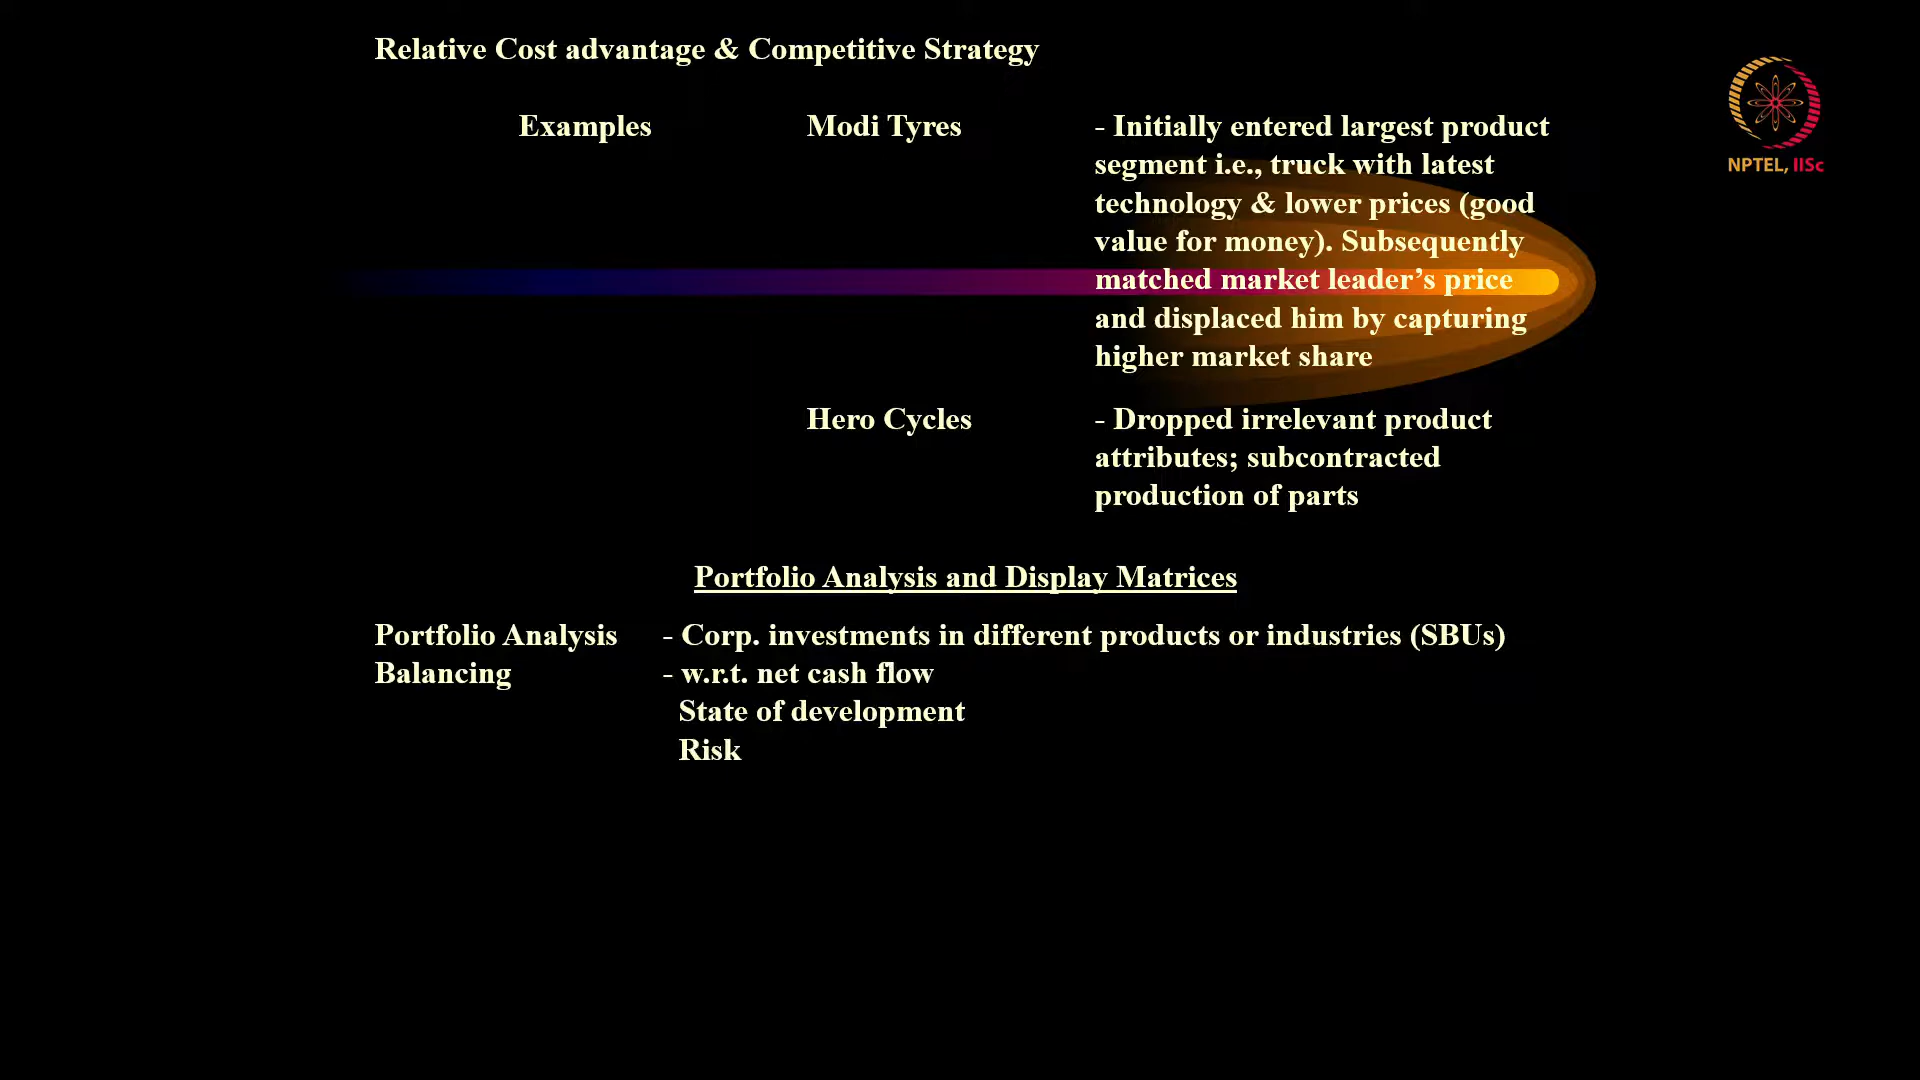 Relative Cost advantage & Competitive Strategy
NPTEL, IISc
Examples Modi Tyres - Initially entered largest product
segment i.e., truck with latest
technology & lower prices (good
value for money). Subsequently
matched market leader’s price
and displaced him by capturing
higher market share
Hero Cycles - Dropped irrelevant product
attributes; subcontracted
production of parts
Portfolio Analysis and Display Matrices
Portfolio Analysis - Corp. investments in different products or industries (SBUs)
Balancing - w.r.t. net cash flow
State of development
Risk